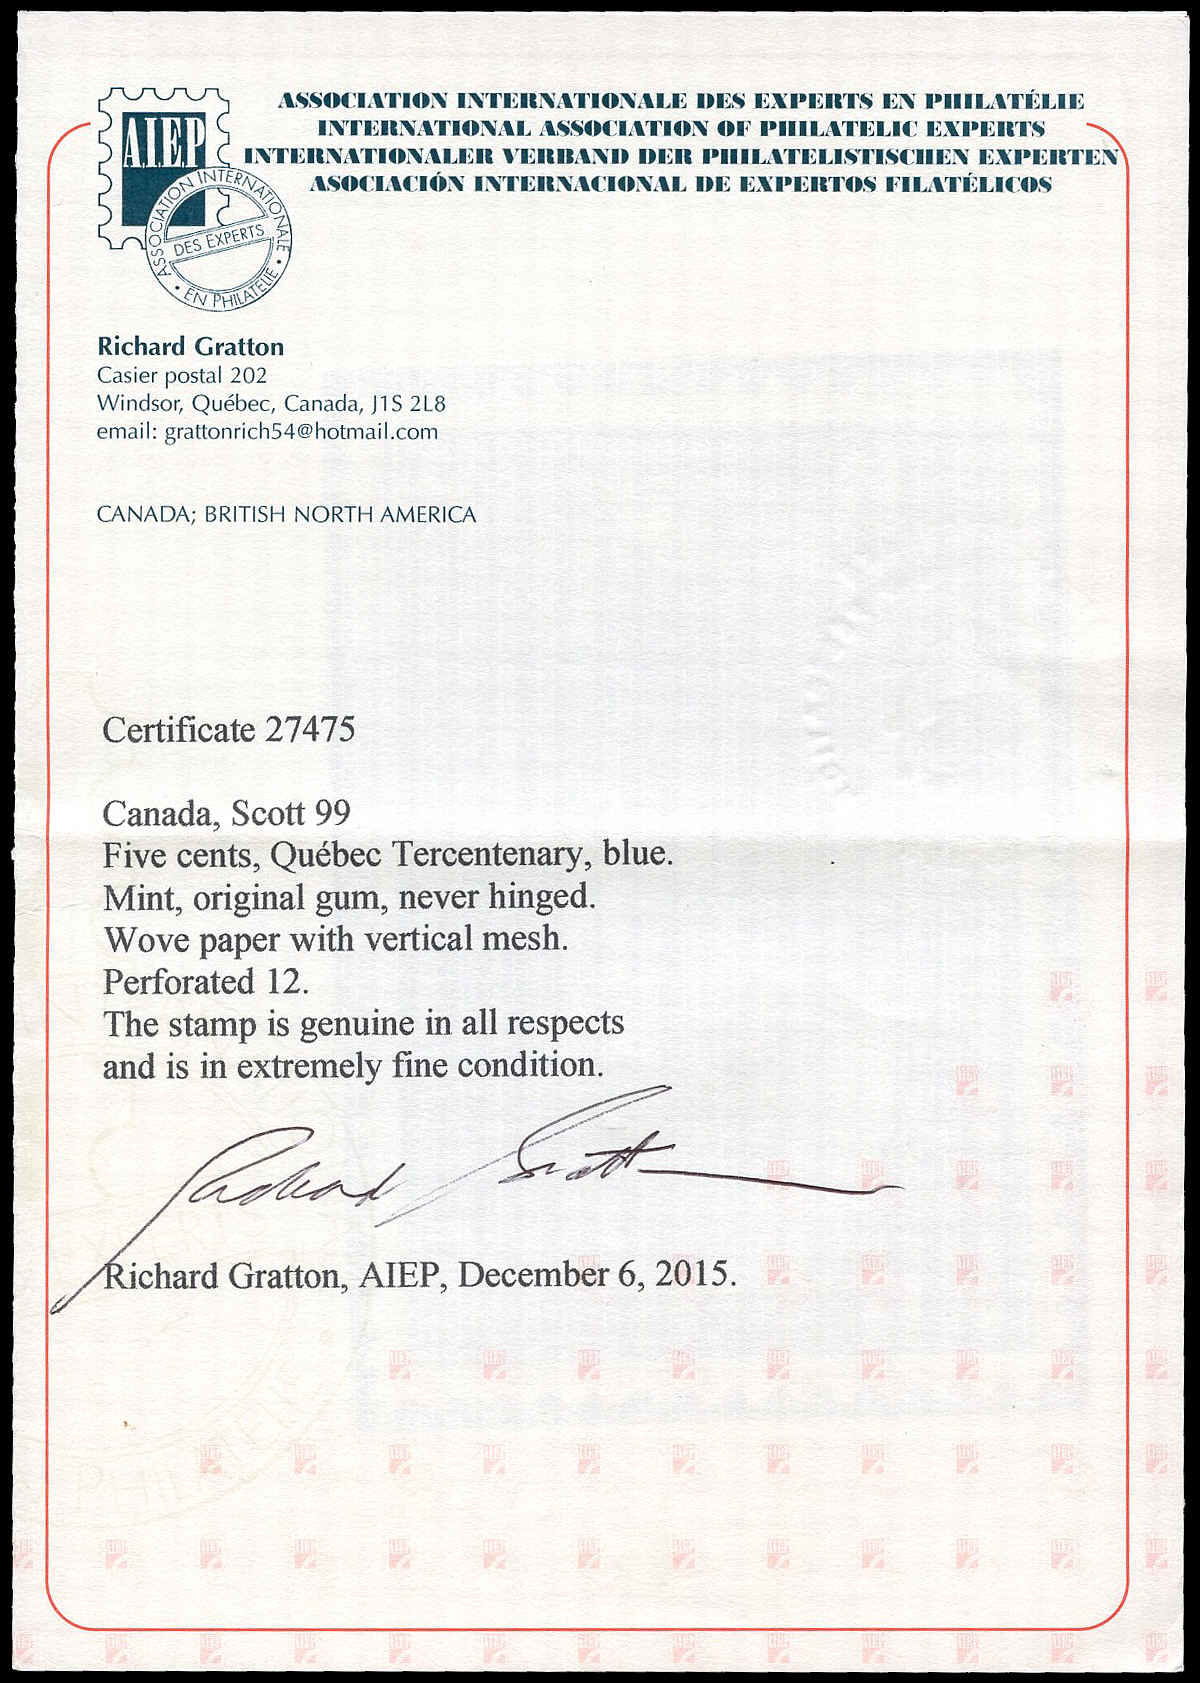 ASSOCIATION INTERNATIONALE DES EXPERTS EN PHILATÉLIE
INTERNATIONAL ASSOCIATION OF PHILATELIC EXPERTS
INTERNATIONALER VERBAND DER PHILATELISTISCHEN EXPERTEN
ASOCIACIÓN INTERNACIONAL DE EXPERTOS FILATÉLICOS
AIEP
ASSOCIATION INTERNATIONALE
DES EXPERTS
• EN PHILATÉLIE •
Richard Gratton
Casier postal 202
Windsor, Québec, Canada, J1S 2L8
email: grattonrich54@hotmail.com
CANADA; BRITISH NORTH AMERICA
Certificate 27475
Canada, Scott 99
Five cents, Québec Tercentenary, blue.
Mint, original gum, never hinged.
Wove paper with vertical mesh.
Perforated 12.
The stamp is genuine in all respects
and is in extremely fine condition.
Richard Gratton
Richard Gratton, AIEP, December 6, 2015.